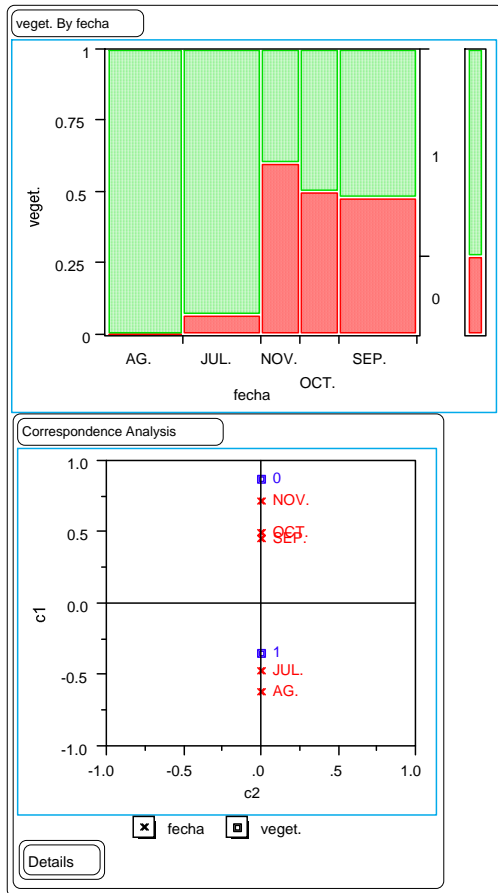 veget. By fecha
1
0.75
0.5
0.25
0
veget.
1
0
AG. JUL. NOV. SEP.
OCT.
fecha
Correspondence Analysis
1.0
0.5
0.0
-0.5
-1.0
c1
0
NOV.
OCT.
SEP.
1
JUL.
AG.
-1.0 -0.5 .0 .5 1.0
c2
fecha veget.
Details